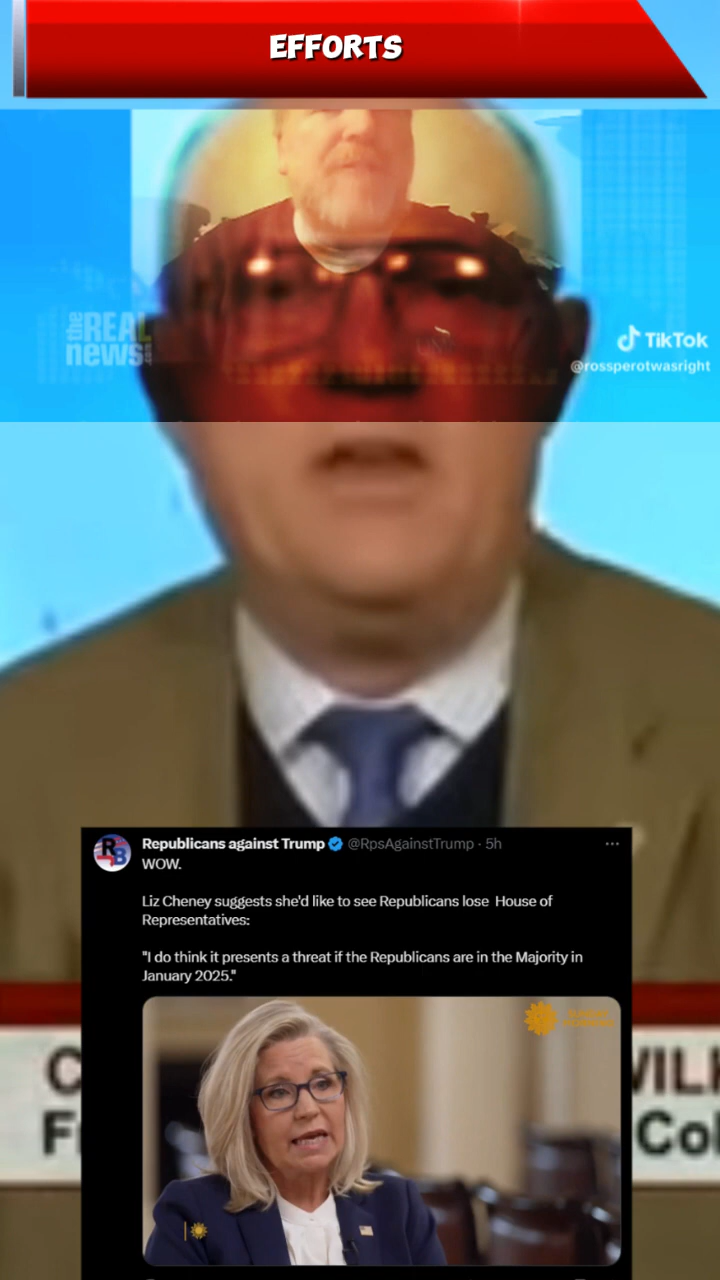 EFFORTS
the
REAL
news
.com
TikTok
@rossperotwasright
Republicans against Trump @RpsAgainstTrump · 5h
WOW.
Liz Cheney suggests she'd like to see Republicans lose House of
Representatives:
"I do think it presents a threat if the Republicans are in the Majority in
January 2025."